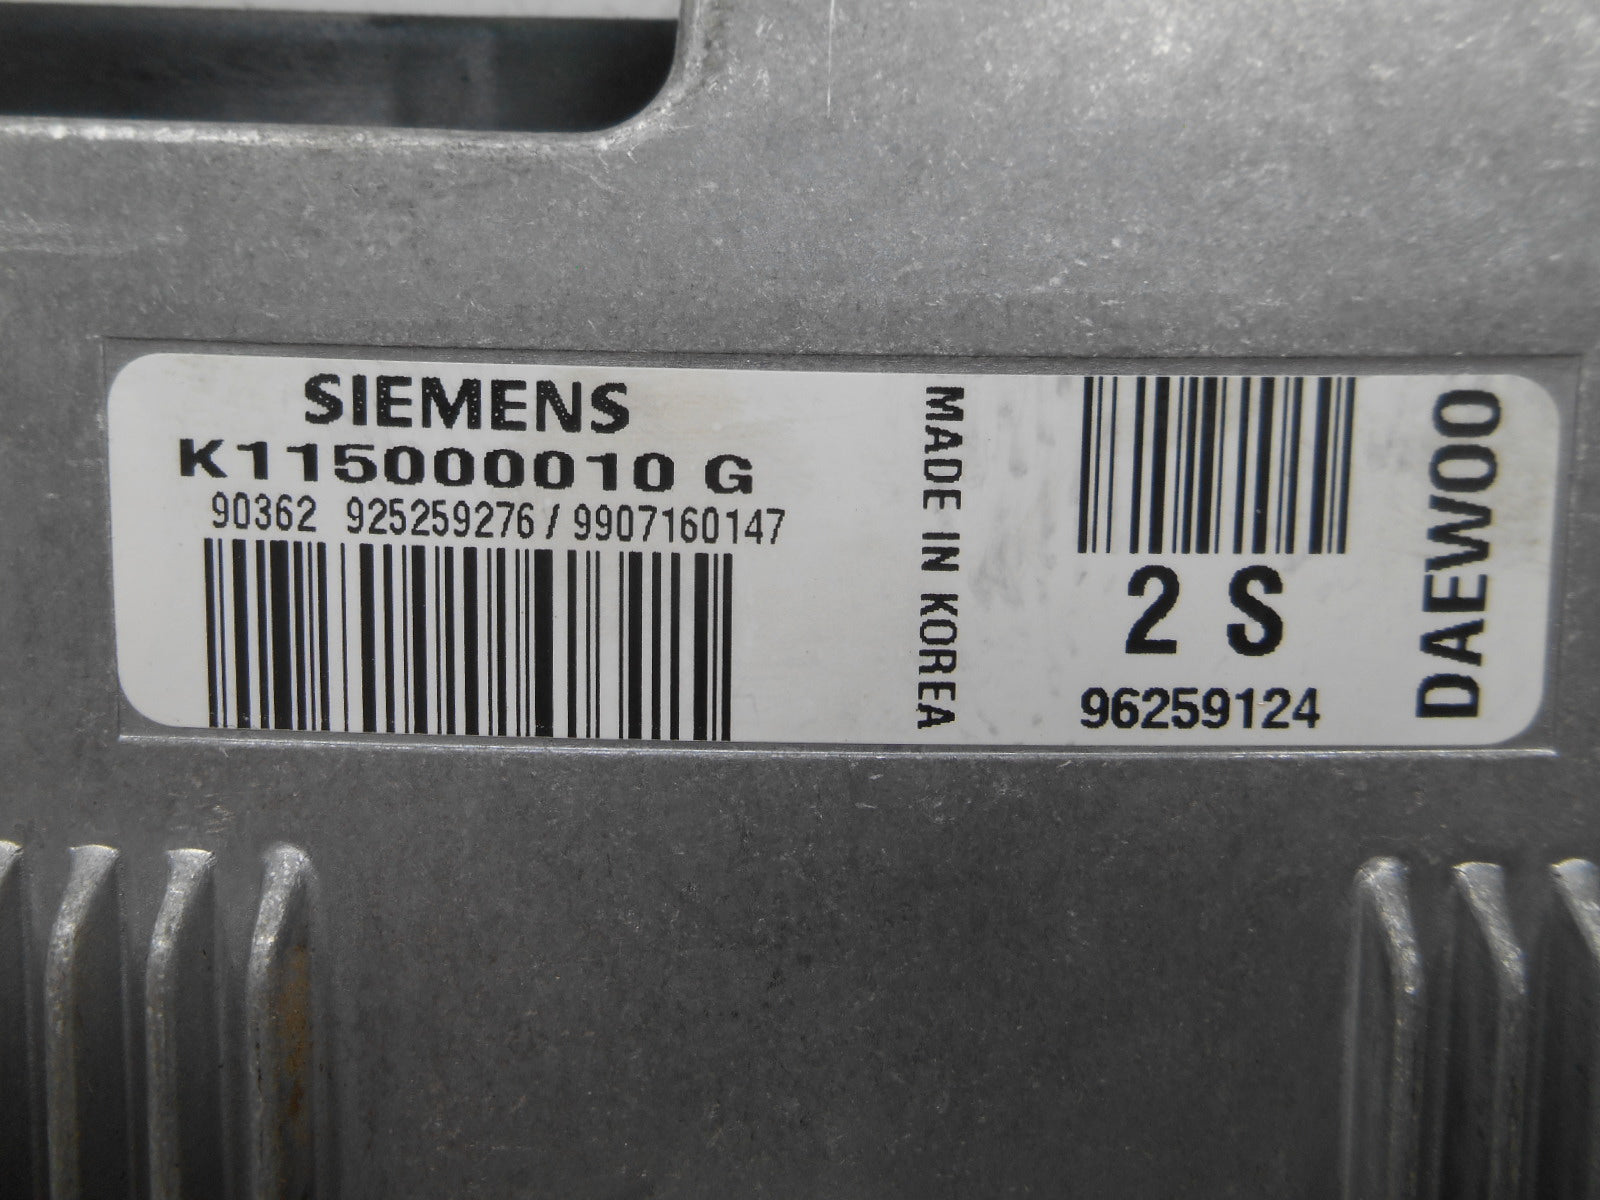 SIEMENS
K115000010 G
90362 925259276 / 9907160147
MADE IN KOREA
2 S
96259124
DAEWOO